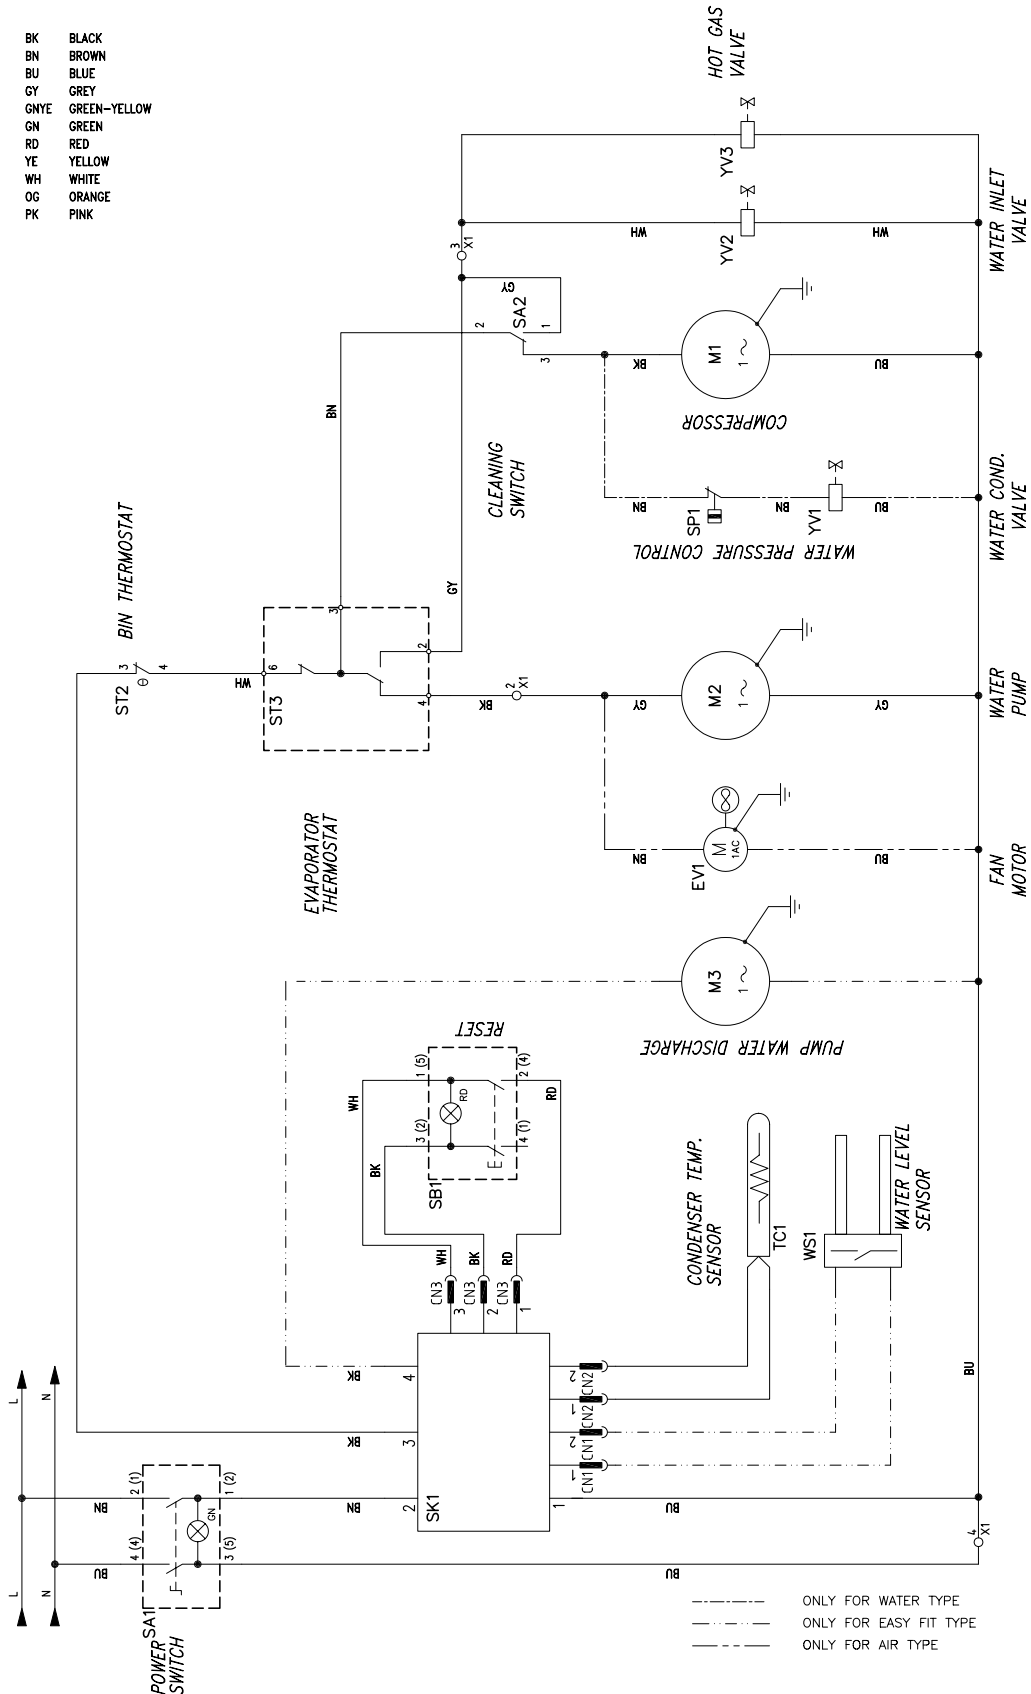 BK BLACK
BN BROWN
BU BLUE
GY GREY
GNYE GREEN-YELLOW
GN GREEN
RD RED
YE YELLOW
WH WHITE
OG ORANGE
PK PINK
HOT GAS
VALVE
YV3
WH
YV2
WH
WATER INLET
VALVE
3
X1
GY
2
SA2
1
3
BK
M1
1~
BU
COMPRESSOR
BN
CLEANING
SWITCH
BN
SP1
BN
YV1
BU
WATER PRESSURE CONTROL
WATER COND.
VALVE
GY
BIN THERMOSTAT
3
4
ST2
θ
WH
6
ST3
3
2
4
BK
2
X1
GY
M2
1~
GY
WATER
PUMP
EVAPORATOR
THERMOSTAT
BN
EV1
M
1AC
BU
FAN
MOTOR
M3
1~
PUMP WATER DISCHARGE
RESET
WH
1 (5)
RD
2 (4)
RD
BK
3 (2)
E
4 (1)
SB1
WH
BK
RD
CN3
CN3
CN3
3
2
1
CONDENSER TEMP.
SENSOR
TC1
WS1
WATER LEVEL
SENSOR
BK
4
BK
3
BN
2
SK1
2
CN2
1
CN2
2
CN1
1
CN1
1
BU
BU
L
N
BN
2 (1)
1 (2)
GN
BU
4 (4)
3 (5)
BU
4
X1
L
N
SA1
POWER
SWITCH
ONLY FOR WATER TYPE
ONLY FOR EASY FIT TYPE
ONLY FOR AIR TYPE